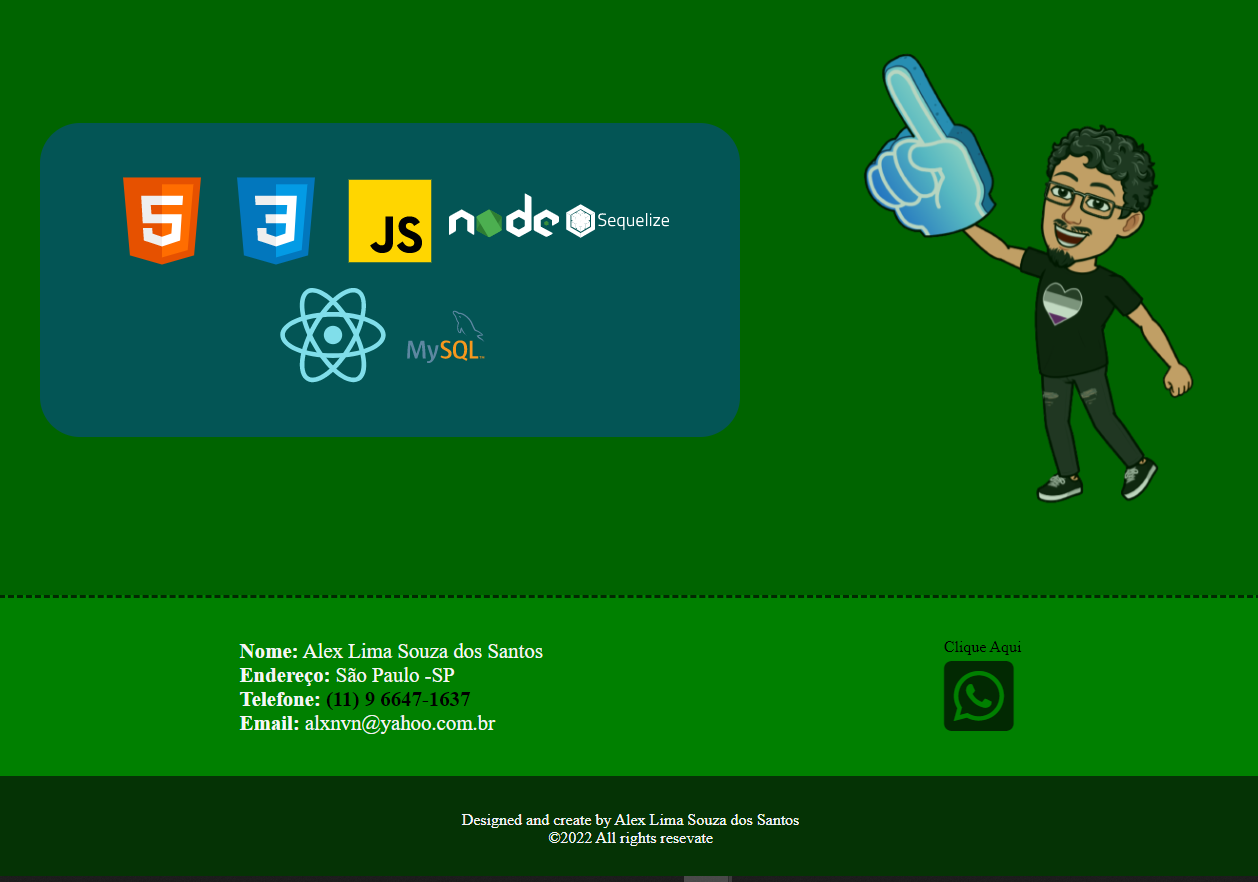 5 3 JS node Sequelize
MySQL™
Nome: Alex Lima Souza dos Santos
Endereço: São Paulo -SP
Telefone: (11) 9 6647-1637
Email: alxnvn@yahoo.com.br
Clique Aqui
Designed and create by Alex Lima Souza dos Santos
©2022 All rights resevate